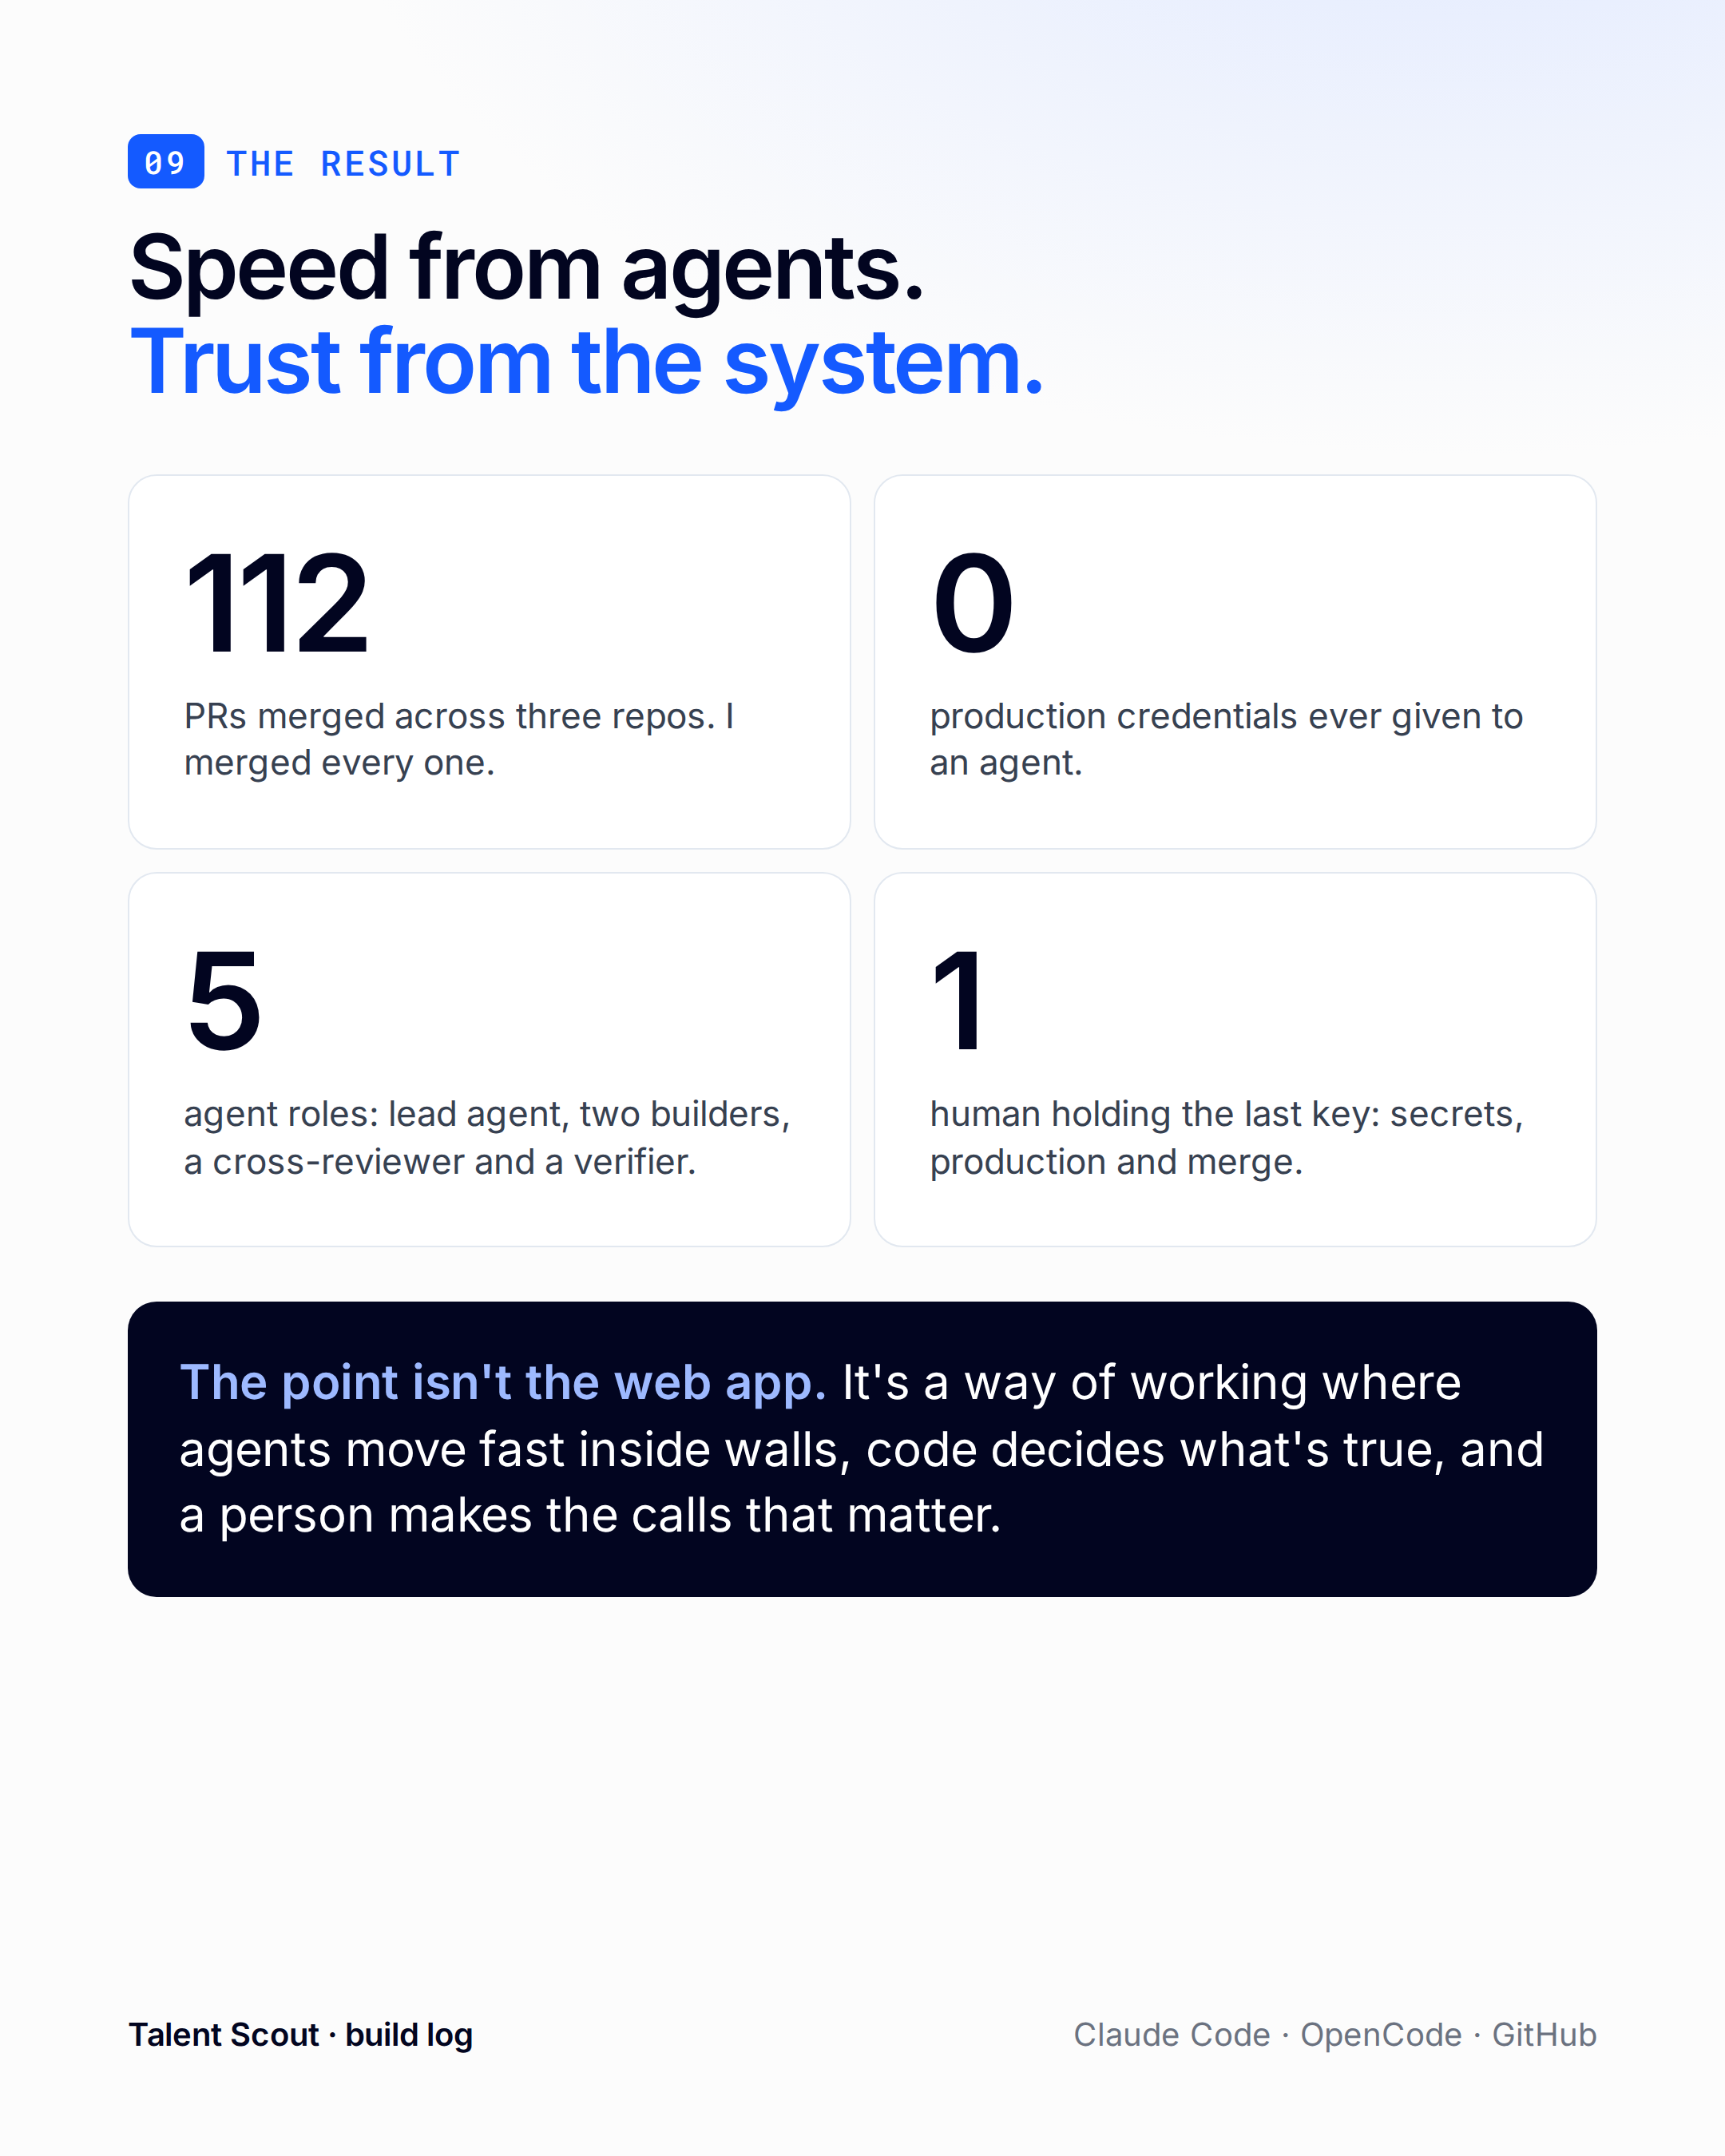 09 THE RESULT
Speed from agents.
Trust from the system.
112
PRs merged across three repos. I
merged every one.
0
production credentials ever given to
an agent.
5
agent roles: lead agent, two builders,
a cross-reviewer and a verifier.
1
human holding the last key: secrets,
production and merge.
The point isn't the web app. It's a way of working where
agents move fast inside walls, code decides what's true, and
a person makes the calls that matter.
Talent Scout · build log
Claude Code · OpenCode · GitHub